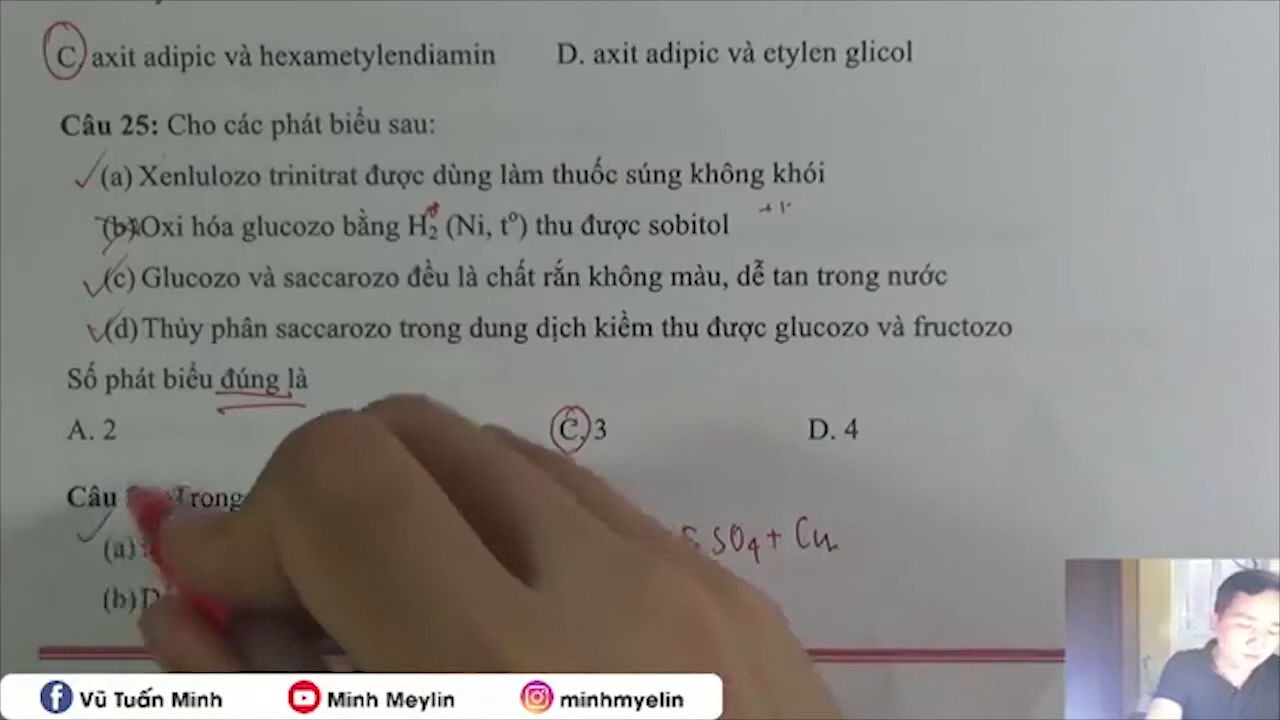 C. axit adipic và hexametylendiamin D. axit adipic và etylen glicol
Câu 25: Cho các phát biểu sau:
(a) Xenlulozo trinitrat được dùng làm thuốc súng không khói
(b) Oxi hóa glucozo bằng H2 (Ni, t°) thu được sobitol
(c) Glucozo và saccarozo đều là chất rắn không màu, dễ tan trong nước
(d) Thủy phân saccarozo trong dung dịch kiềm thu được glucozo và fructozo
Số phát biểu đúng là
A. 2 C. 3 D. 4
Câu Trong
(a) SO4 + Cu
(b)
Vũ Tuấn Minh Minh Meylin minhmyelin